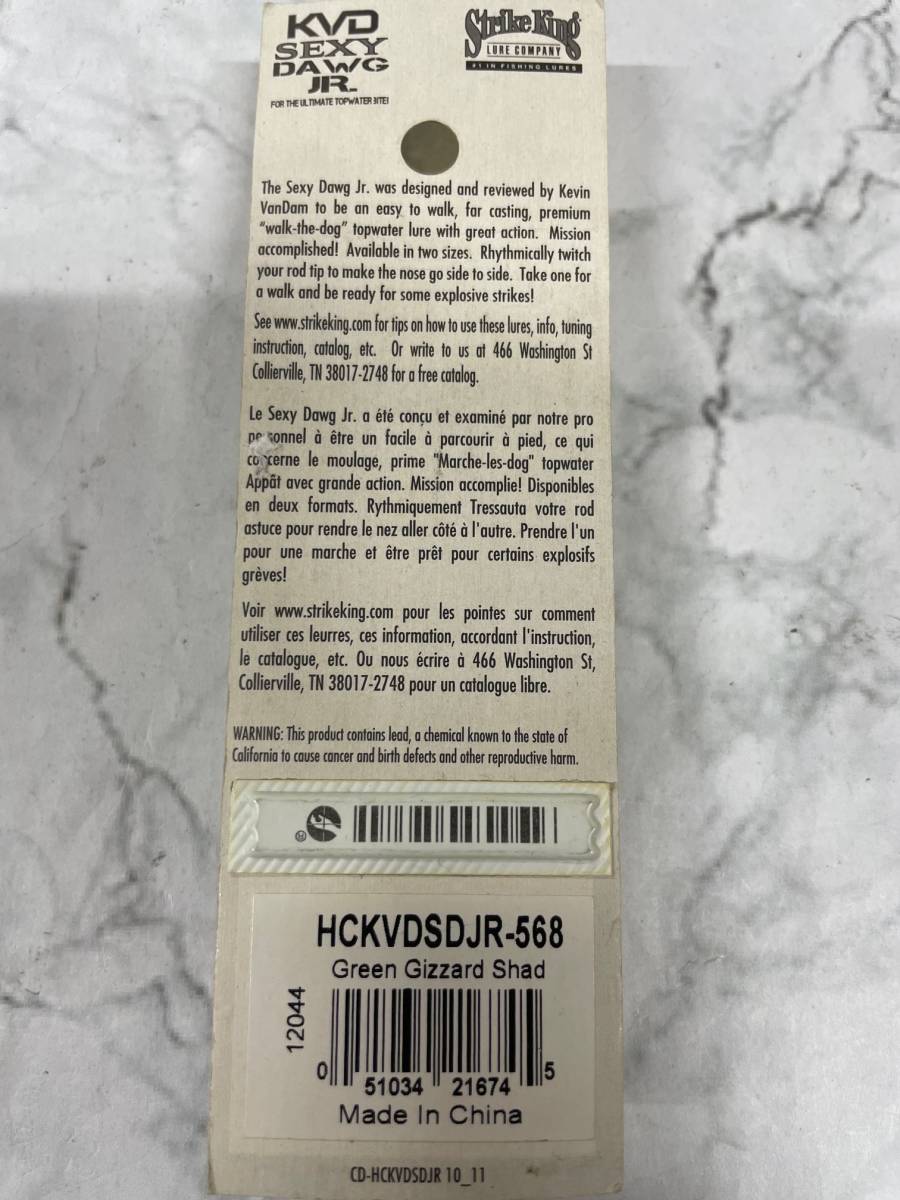 KVD
SEXY
DAWG
JR.
FOR THE ULTIMATE TOPWATER BITE!
Strike King
LURE COMPANY
#1 IN FISHING LURES
The Sexy Dawg Jr. was designed and reviewed by Kevin
VanDam to be an easy to walk, far casting, premium
"walk-the-dog" topwater lure with great action. Mission
accomplished! Available in two sizes. Rhythmically twitch
your rod tip to make the nose go side to side. Take one for
a walk and be ready for some explosive strikes!
See www.strikeking.com for tips on how to use these lures, info, tuning
instruction, catalog, etc. Or write to us at 466 Washington St
Collierville, TN 38017-2748 for a free catalog.
Le Sexy Dawg Jr. a été conçu et examiné par notre pro
personnel à être un facile à parcourir à pied, ce qui
concerne le moulage, prime "Marche-les-dog" topwater
Appât avec grande action. Mission accomplie! Disponibles
en deux formats. Rythmiquement Tressauta votre rod
astuce pour rendre le nez aller côté à l'autre. Prendre l'un
pour une marche et être prêt pour certains explosifs
grèves!
Voir www.strikeking.com pour les pointes sur comment
utiliser ces leurres, ces information, accordant l'instruction,
le catalogue, etc. Ou nous écrire à 466 Washington St,
Collierville, TN 38017-2748 pour un catalogue libre.
WARNING: This product contains lead, a chemical known to the state of
California to cause cancer and birth defects and other reproductive harm.
®
HCKVDSDJR-568
Green Gizzard Shad
12044
0 51034 21674 5
Made In China
CD-HCKVDSDJR 10_11